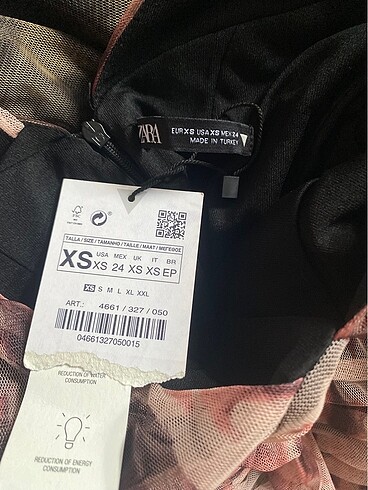 ZARA
EUR XS USA XS MEX 24
MADE IN TURKEY
FSC
TALLA / SIZE / TAMANHO / TAILLE / MAAT / ΜΕΓΕΘΟΣ
XS
USA MEX UK IT BR
XS 24 XS XS EP
XS S M L XL XXL
ART.: 4661 / 327 / 050
04661327050015
REDUCTION OF WATER
CONSUMPTION
REDUCTION OF ENERGY
CONSUMPTION